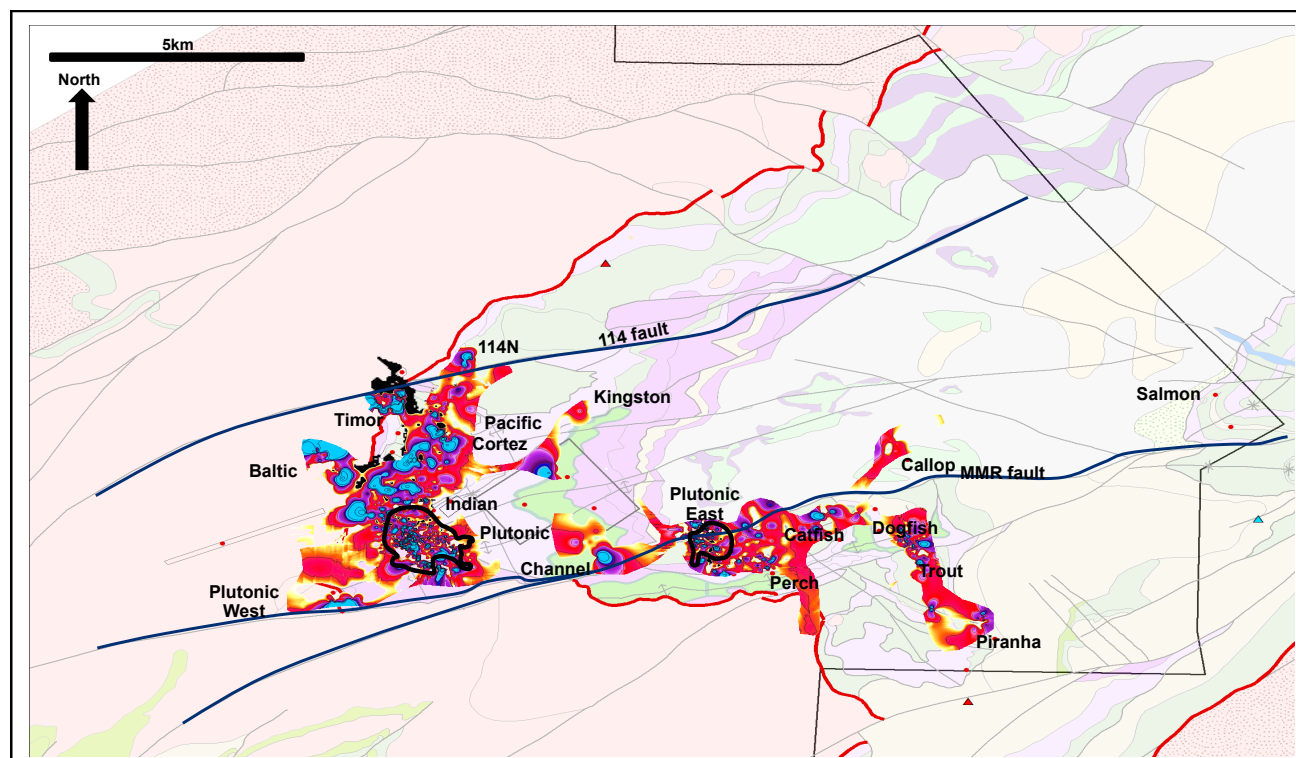 5km
North
114 fault
114N
Kingston
Timor
Pacific
Cortez
Salmon
Baltic
Callop
MMR fault
Indian
Plutonic
East
Plutonic
Catfish
Dogfish
Channel
Trout
Perch
Plutonic
West
Piranha